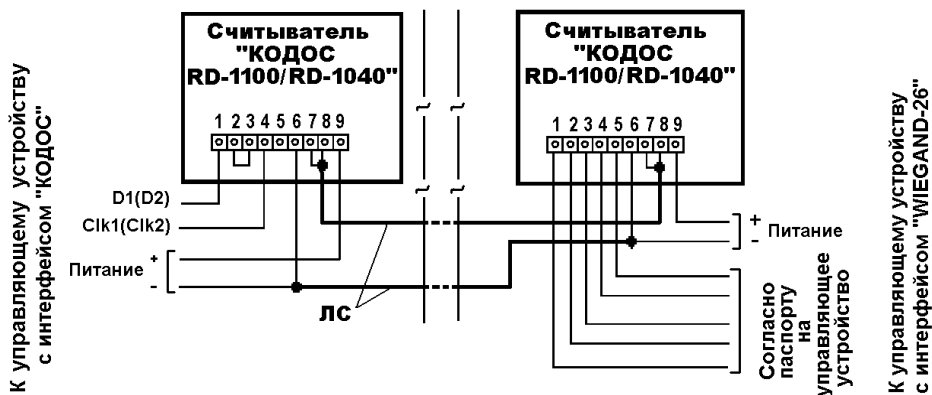 К управляющему устройству
с интерфейсом "КОДОС"
Считыватель
"КОДОС
RD-1100/RD-1040"
1 2 3 4 5 6 7 8 9
D1(D2)
Clk1(Clk2)
Питание + -
ЛС
Считыватель
"КОДОС
RD-1100/RD-1040"
1 2 3 4 5 6 7 8 9
+ - Питание
Согласно
паспорту
на
управляющее
устройство
К управляющему устройству
с интерфейсом "WIEGAND-26"